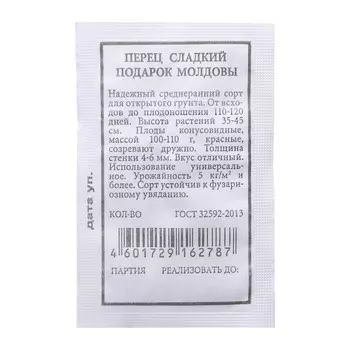 ПЕРЕЦ СЛАДКИЙ
ПОДАРОК МОЛДОВЫ
Надежный среднеранний сорт
для открытого грунта. От всхо-
дов до плодоношения 110-120
дней. Высота растений 35-45
см. Плоды конусовидные,
массой 100-110 г, красные,
созревают дружно. Толщина
стенки 4-6 мм. Вкус отличный.
Использование универсаль-
ное. Урожайность 5 кг/м² и
более. Сорт устойчив к фузари-
озному увяданию.
КОЛ-ВО ГОСТ 32592-2013
4 601729 162787
ПАРТИЯ РЕАЛИЗОВАТЬ ДО:
дата уп.